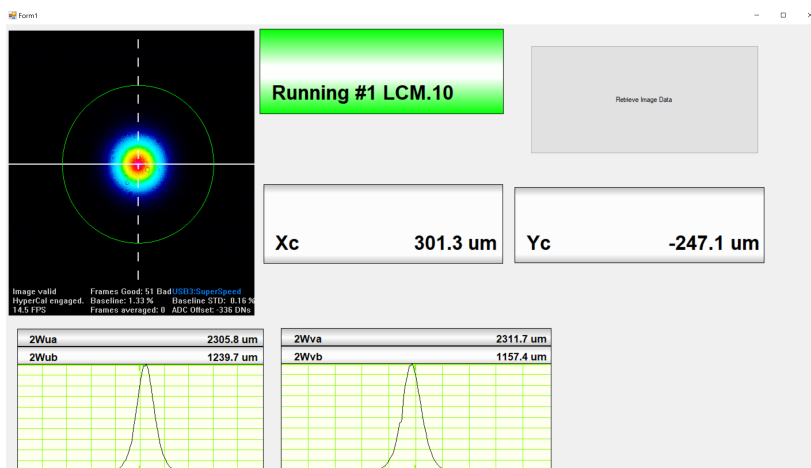 Form1
Running #1 LCM.10
Retrieve Image Data
Xc 301.3 um
Yc -247.1 um
Image valid Frames Good: 51 Bad USB3:SuperSpeed
HyperCal engaged. Baseline: 1.33 % Baseline STD: 0.16 %
14.5 FPS Frames averaged: 0 ADC Offset: -336 DNs
2Wua 2305.8 um
2Wub 1239.7 um
2Wva 2311.7 um
2Wvb 1157.4 um